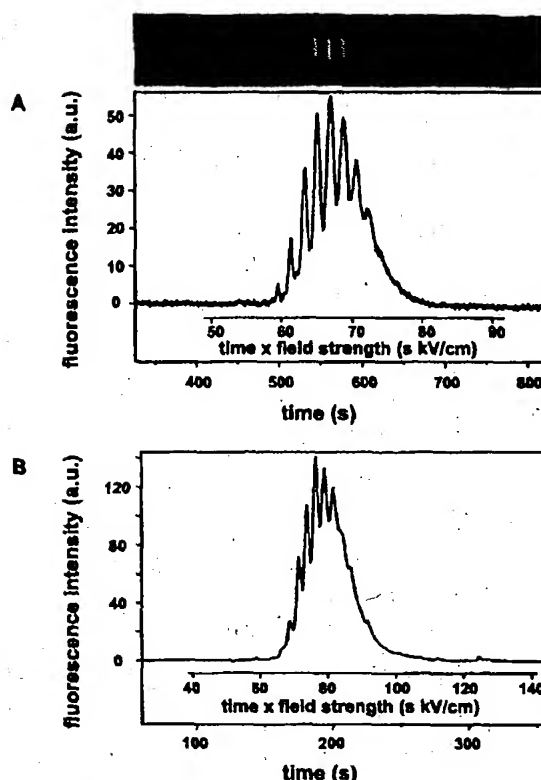 A
fluorescence intensity (a.u.)
50
40
30
20
10
0
50 60 70 80 90
time x field strength (s kV/cm)
400 500 600 700 800
time (s)
B
fluorescence intensity (a.u.)
120
80
40
0
40 60 80 100 120 140
time x field strength (s kV/cm)
100 200 300
time (s)